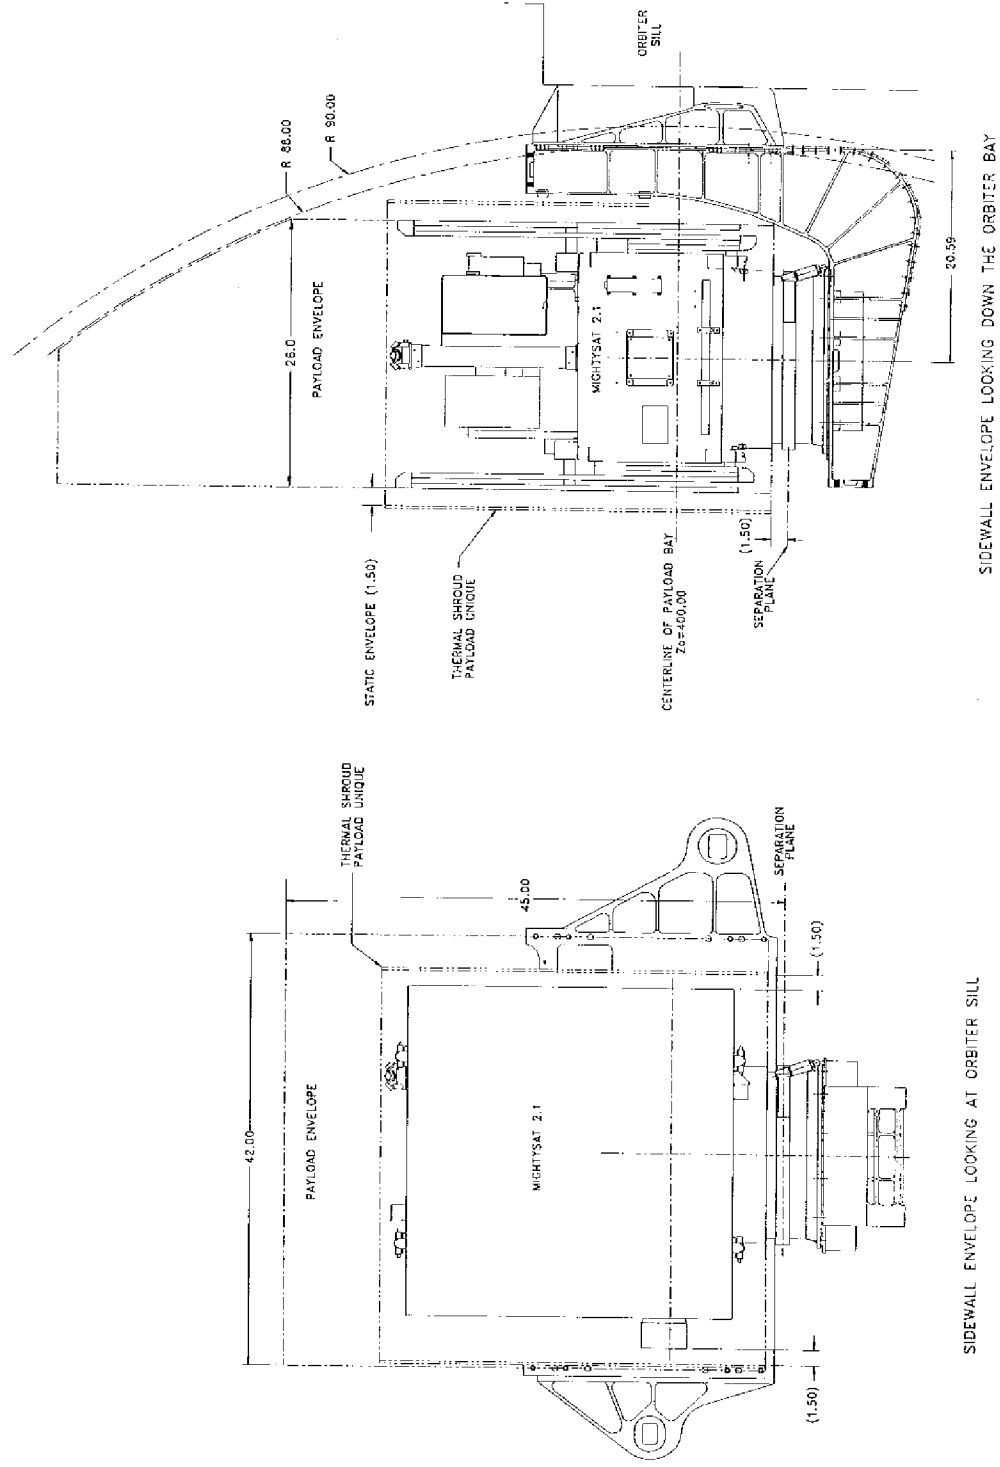 ORBITER
SILL
R 88.00
R 90.00
26.0
PAYLOAD ENVELOPE
MIGHTYSAT 2.1
20.59
STATIC ENVELOPE (1.50)
THERMAL SHROUD
PAYLOAD UNIQUE
CENTERLINE OF PAYLOAD BAY
Zo=400.00
(1.50)
SEPARATION
PLANE
SIDEWALL ENVELOPE LOOKING DOWN THE ORBITER BAY
THERMAL SHROUD
PAYLOAD UNIQUE
45.00
SEPARATION
PLANE
(1.50)
42.00
PAYLOAD ENVELOPE
MIGHTYSAT 2.1
(1.50)
SIDEWALL ENVELOPE LOOKING AT ORBITER SILL